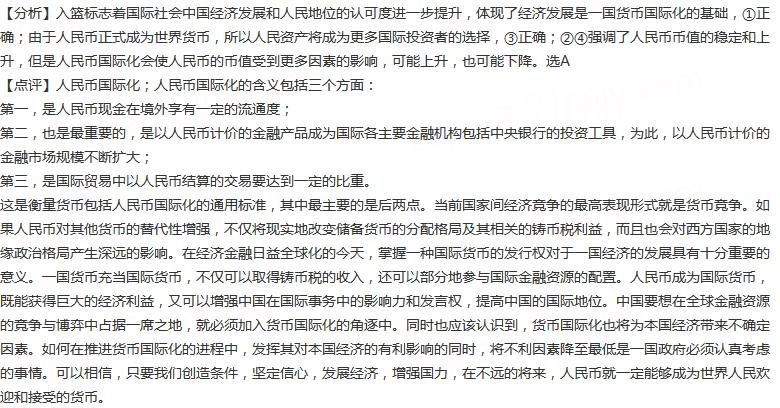 【分析】入篮标志着国际社会中国经济发展和人民地位的认可度进一步提升，体现了经济发展是一国货币国际化的基础，①正
确；由于人民币正式成为世界货币，所以人民资产将成为更多国际投资者的选择，③正确；②④强调了人民币币值的稳定和上
升，但是人民币国际化会使人民币的币值受到更多因素的影响，可能上升，也可能下降。选A
【点评】人民币国际化；人民币国际化的含义包括三个方面：
第一，是人民币现金在境外享有一定的流通度；
第二，也是最重要的，是以人民币计价的金融产品成为国际各主要金融机构包括中央银行的投资工具，为此，以人民币计价的
金融市场规模不断扩大；
第三，是国际贸易中以人民币结算的交易要达到一定的比重。
这是衡量货币包括人民币国际化的通用标准，其中最主要的是后两点。当前国家间经济竞争的最高表现形式就是货币竞争。如
果人民币对其他货币的替代性增强，不仅将现实地改变储备货币的分配格局及其相关的铸币税利益，而且也会对西方国家的地
缘政治格局产生深远的影响。在经济金融日益全球化的今天，掌握一种国际货币的发行权对于一国经济的发展具有十分重要的
意义。一国货币充当国际货币，不仅可以取得铸币税的收入，还可以部分地参与国际金融资源的配置。人民币成为国际货币，
既能获得巨大的经济利益，又可以增强中国在国际事务中的影响力和发言权，提高中国的国际地位。中国要想在全球金融资源
的竞争与博弈中占据一席之地，就必须加入货币国际化的角逐中。同时也应该认识到，货币国际化也将为本国经济带来不确定
因素。如何在推进货币国际化的进程中，发挥其对本国经济的有利影响的同时，将不利因素降至最低是一国政府必须认真考虑
的事情。可以相信，只要我们创造条件，坚定信心，发展经济，增强国力，在不远的将来，人民币就一定能够成为世界人民欢
迎和接受的货币。